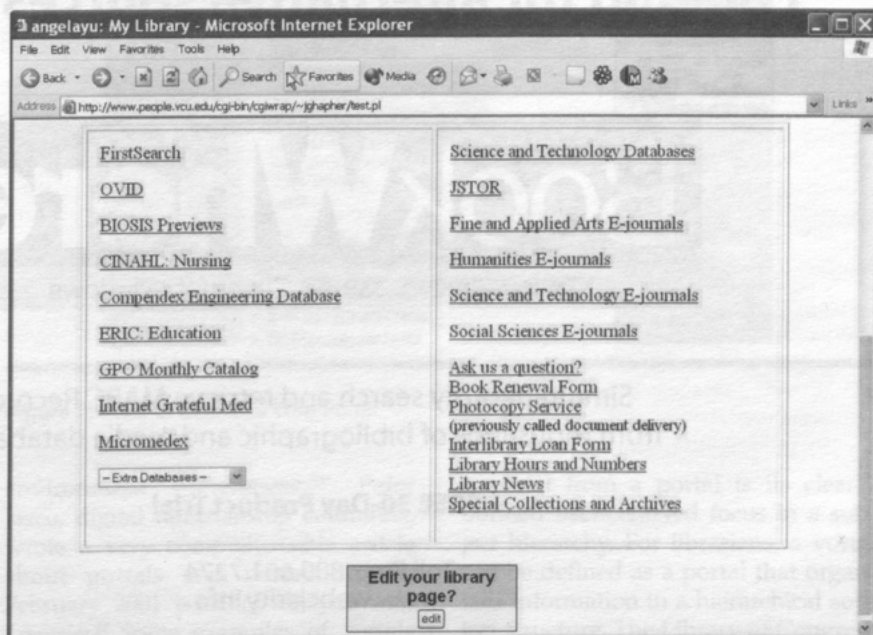 angelayu: My Library - Microsoft Internet Explorer
File Edit View Favorites Tools Help
Back Search Favorites Media
Address http://www.people.vcu.edu/cgi-bin/cgiwrap/~jghapher/test.pl Links »
FirstSearch
OVID
BIOSIS Previews
CINAHL: Nursing
Compendex Engineering Database
ERIC: Education
GPO Monthly Catalog
Internet Grateful Med
Micromedex
-- Extra Databases --
Science and Technology Databases
JSTOR
Fine and Applied Arts E-journals
Humanities E-journals
Science and Technology E-journals
Social Sciences E-journals
Ask us a question?
Book Renewal Form
Photocopy Service
(previously called document delivery)
Interlibrary Loan Form
Library Hours and Numbers
Library News
Special Collections and Archives
Edit your library
page?
edit